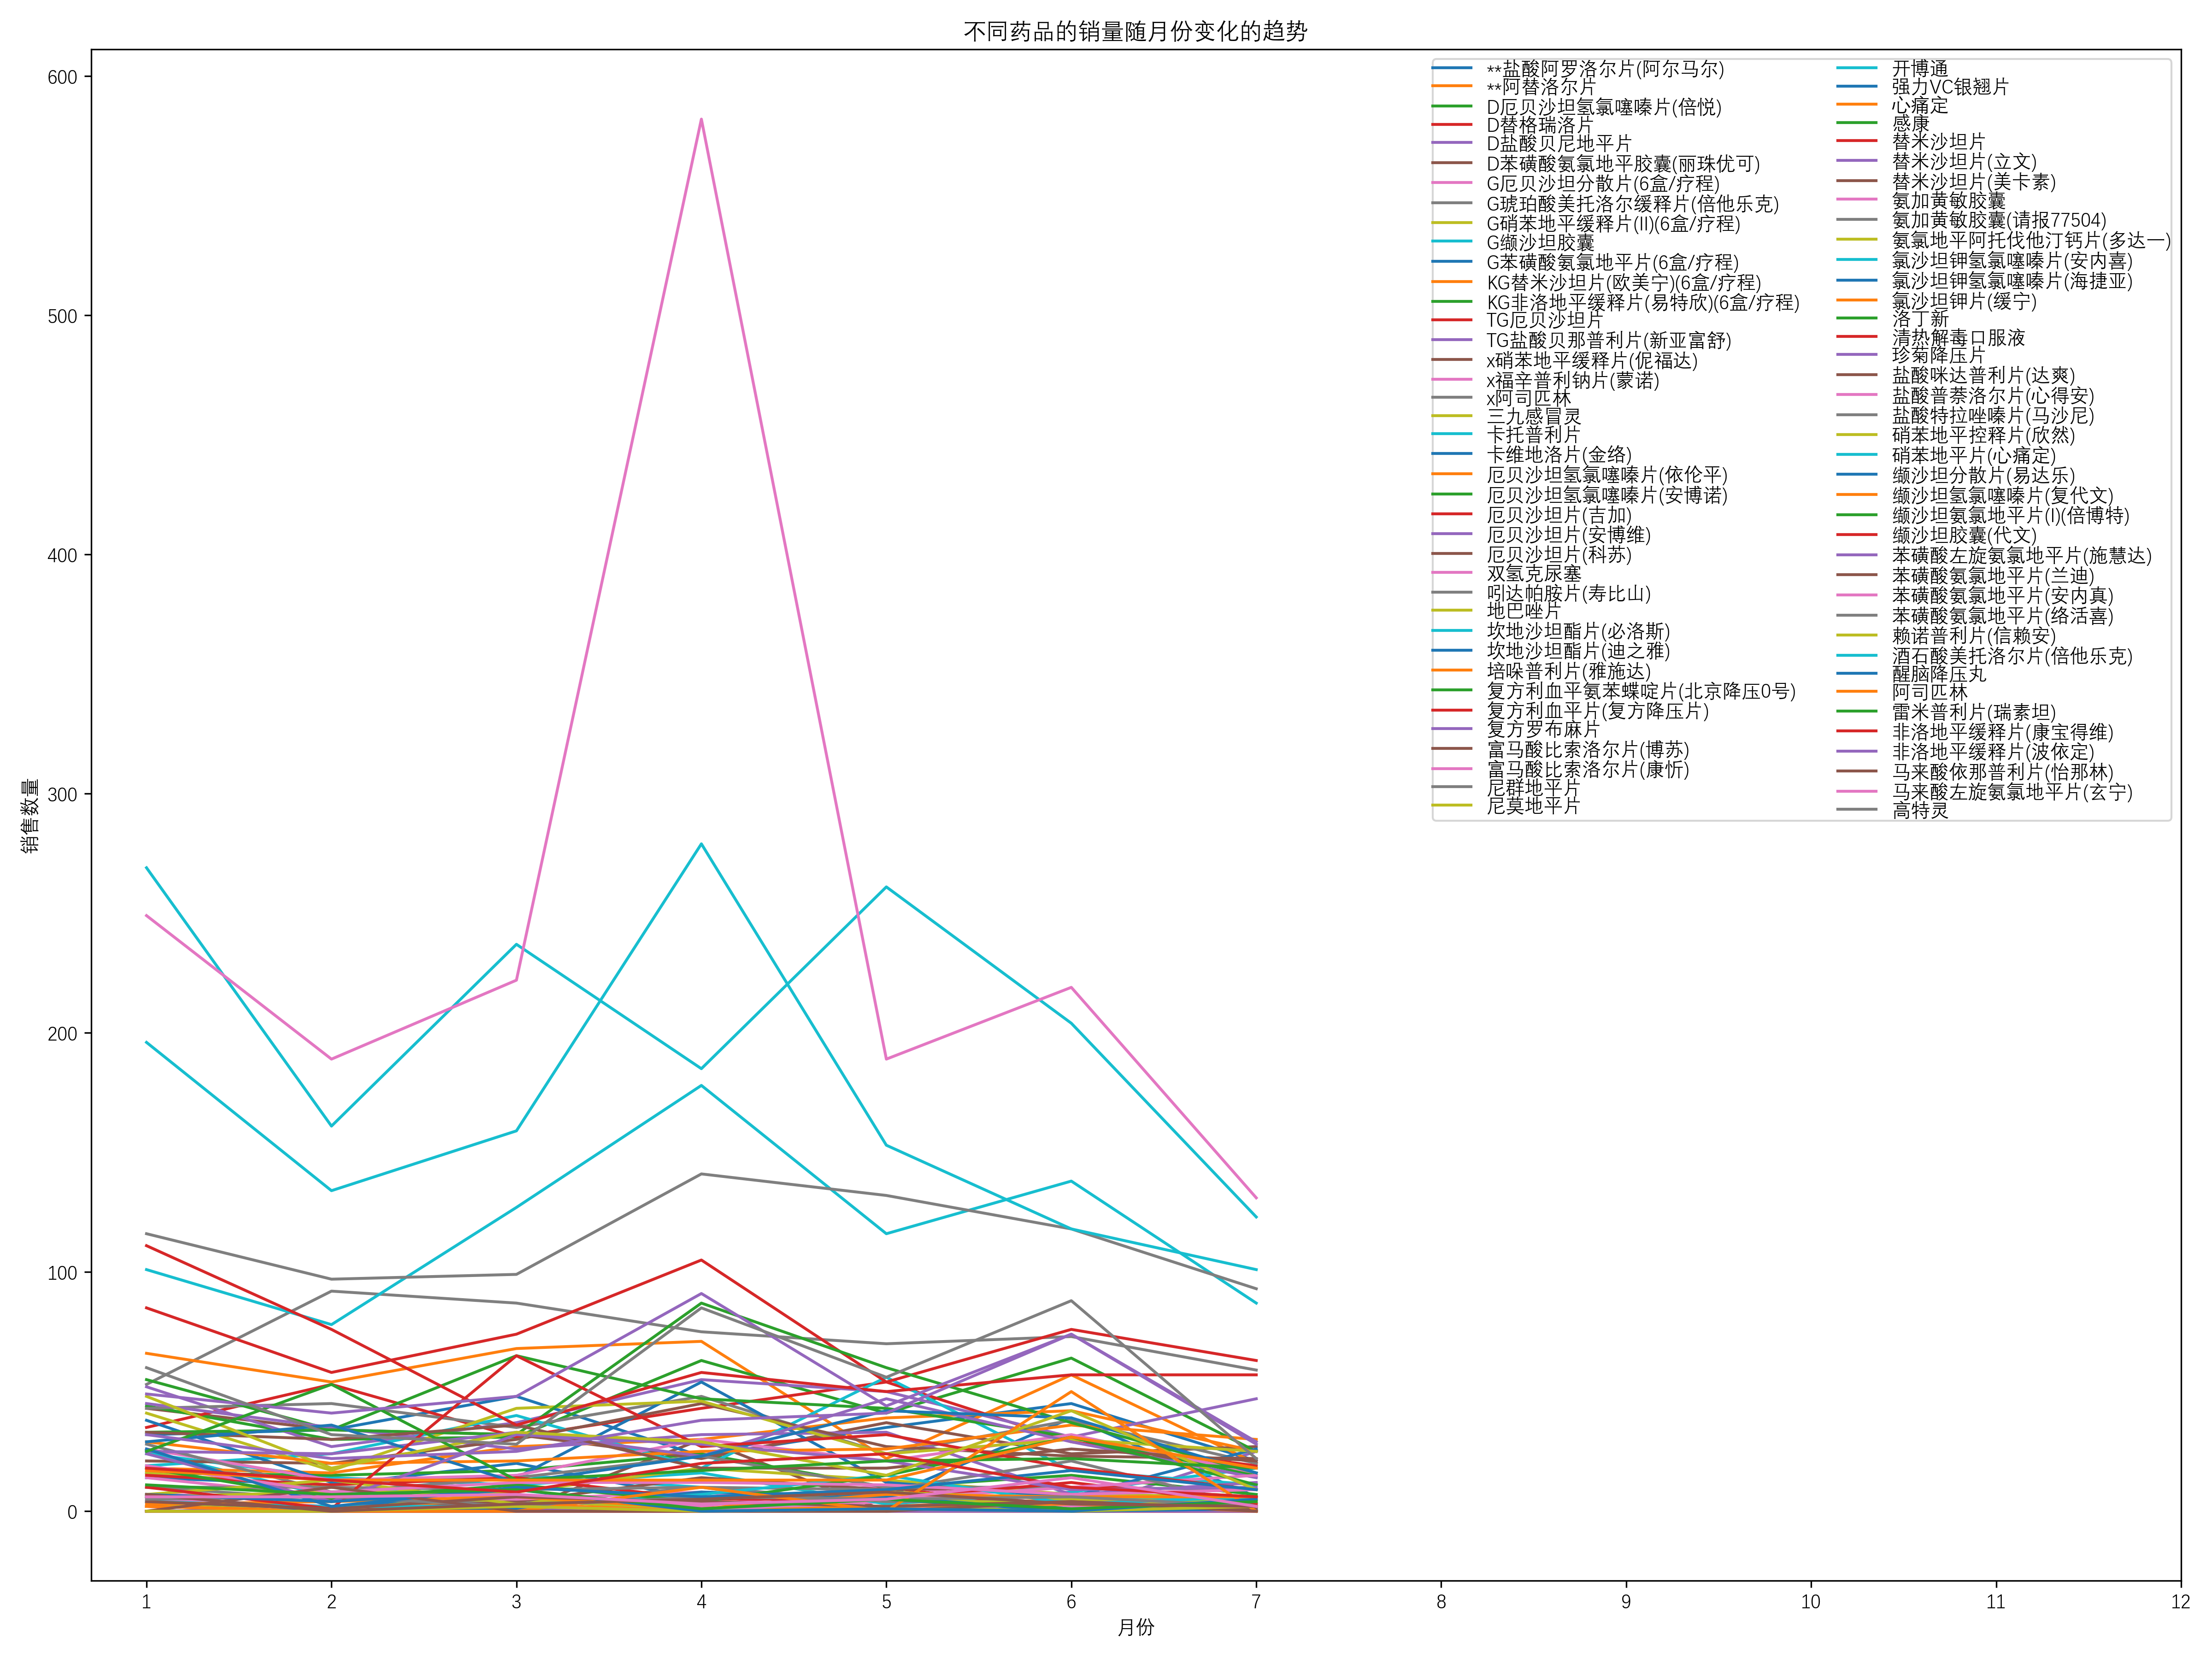 不同药品的销量随月份变化的趋势
600
500
400
300
200
100
0
销售数量
1
2
3
4
5
6
7
8
9
10
11
12
月份
**盐酸阿罗洛尔片(阿尔马尔)
**阿替洛尔片
D厄贝沙坦氢氯噻嗪片(倍悦)
D替格瑞洛片
D盐酸贝尼地平片
D苯磺酸氨氯地平胶囊(丽珠优可)
G厄贝沙坦分散片(6盒/疗程)
G琥珀酸美托洛尔缓释片(倍他乐克)
G硝苯地平缓释片(II)(6盒/疗程)
G缬沙坦胶囊
G苯磺酸氨氯地平片(6盒/疗程)
KG替米沙坦片(欧美宁)(6盒/疗程)
KG非洛地平缓释片(易特欣)(6盒/疗程)
TG厄贝沙坦片
TG盐酸贝那普利片(新亚富舒)
x硝苯地平缓释片(伲福达)
x福辛普利钠片(蒙诺)
x阿司匹林
三九感冒灵
卡托普利片
卡维地洛片(金络)
厄贝沙坦氢氯噻嗪片(依伦平)
厄贝沙坦氢氯噻嗪片(安博诺)
厄贝沙坦片(吉加)
厄贝沙坦片(安博维)
厄贝沙坦片(科苏)
双氢克尿塞
吲达帕胺片(寿比山)
地巴唑片
坎地沙坦酯片(必洛斯)
坎地沙坦酯片(迪之雅)
培哚普利片(雅施达)
复方利血平氨苯蝶啶片(北京降压0号)
复方利血平片(复方降压片)
复方罗布麻片
富马酸比索洛尔片(博苏)
富马酸比索洛尔片(康忻)
尼群地平片
尼莫地平片
开博通
强力VC银翘片
心痛定
感康
替米沙坦片
替米沙坦片(立文)
替米沙坦片(美卡素)
氨加黄敏胶囊
氨加黄敏胶囊(请报77504)
氨氯地平阿托伐他汀钙片(多达一)
氯沙坦钾氢氯噻嗪片(安内喜)
氯沙坦钾氢氯噻嗪片(海捷亚)
氯沙坦钾片(缓宁)
洛丁新
清热解毒口服液
珍菊降压片
盐酸咪达普利片(达爽)
盐酸普萘洛尔片(心得安)
盐酸特拉唑嗪片(马沙尼)
硝苯地平控释片(欣然)
硝苯地平片(心痛定)
缬沙坦分散片(易达乐)
缬沙坦氢氯噻嗪片(复代文)
缬沙坦氨氯地平片(I)(倍博特)
缬沙坦胶囊(代文)
苯磺酸左旋氨氯地平片(施慧达)
苯磺酸氨氯地平片(兰迪)
苯磺酸氨氯地平片(安内真)
苯磺酸氨氯地平片(络活喜)
赖诺普利片(信赖安)
酒石酸美托洛尔片(倍他乐克)
醒脑降压丸
阿司匹林
雷米普利片(瑞素坦)
非洛地平缓释片(康宝得维)
非洛地平缓释片(波依定)
马来酸依那普利片(怡那林)
马来酸左旋氨氯地平片(玄宁)
高特灵